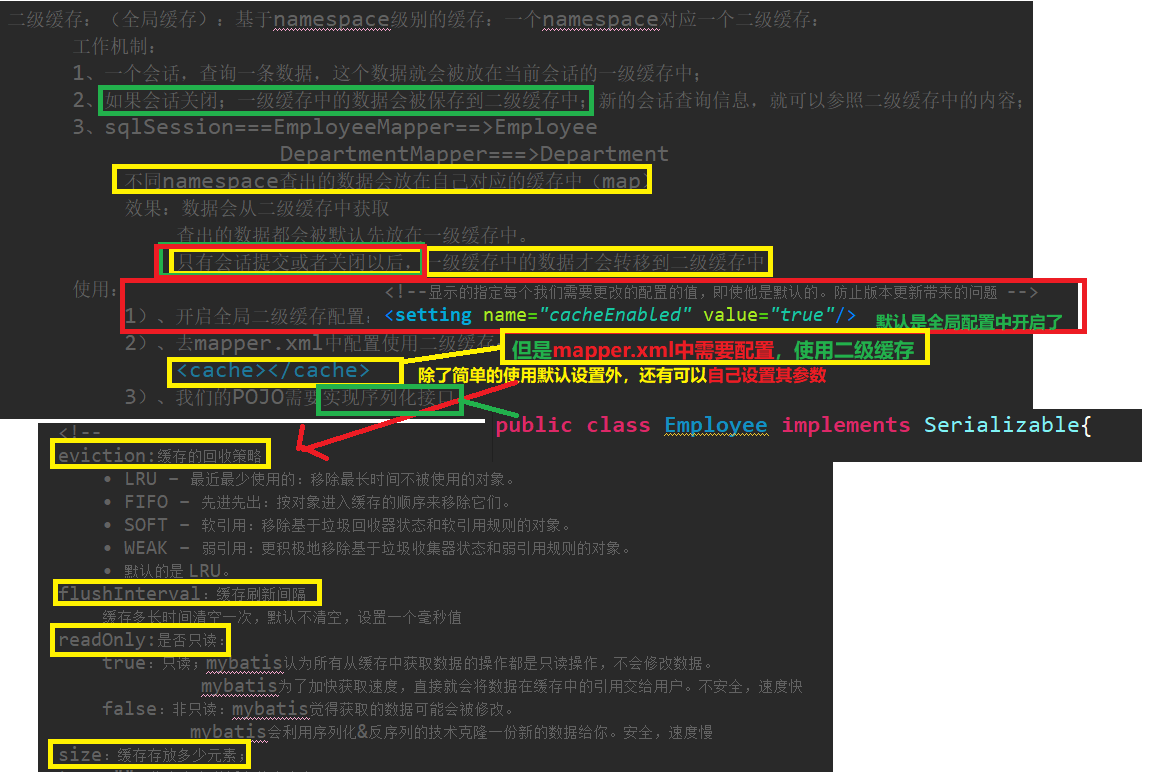 二级缓存：（全局缓存）：基于namespace级别的缓存：一个namespace对应一个二级缓存：
工作机制：
1、一个会话，查询一条数据，这个数据就会被放在当前会话的一级缓存中；
2、如果会话关闭；一级缓存中的数据会被保存到二级缓存中；新的会话查询信息，就可以参照二级缓存中的内容；
3、sqlSession===EmployeeMapper==>Employee
DepartmentMapper===>Department
不同namespace查出的数据会放在自己对应的缓存中（map）
效果：数据会从二级缓存中获取
查出的数据都会被默认先放在一级缓存中。
只有会话提交或者关闭以后，一级缓存中的数据才会转移到二级缓存中
使用：
<!--显示的指定每个我们需要更改的配置的值，即使他是默认的。防止版本更新带来的问题 -->
1）、开启全局二级缓存配置：<setting name="cacheEnabled" value="true"/> 默认是全局配置中开启了
2）、去mapper.xml中配置使用二级缓存 但是mapper.xml中需要配置，使用二级缓存
<cache></cache> 除了简单的使用默认设置外，还有可以自己设置其参数
3）、我们的POJO需要实现序列化接口
public class Employee implements Serializable{
<!--
eviction:缓存的回收策略
• LRU – 最近最少使用的：移除最长时间不被使用的对象。
• FIFO – 先进先出：按对象进入缓存的顺序来移除它们。
• SOFT – 软引用：移除基于垃圾回收器状态和软引用规则的对象。
• WEAK – 弱引用：更积极地移除基于垃圾收集器状态和弱引用规则的对象。
• 默认的是 LRU。
flushInterval：缓存刷新间隔
缓存多长时间清空一次，默认不清空，设置一个毫秒值
readOnly:是否只读：
true：只读；mybatis认为所有从缓存中获取数据的操作都是只读操作，不会修改数据。
mybatis为了加快获取速度，直接就会将数据在缓存中的引用交给用户。不安全，速度快
false：非只读：mybatis觉得获取的数据可能会被修改。
mybatis会利用序列化&反序列的技术克隆一份新的数据给你。安全，速度慢
size：缓存存放多少元素；